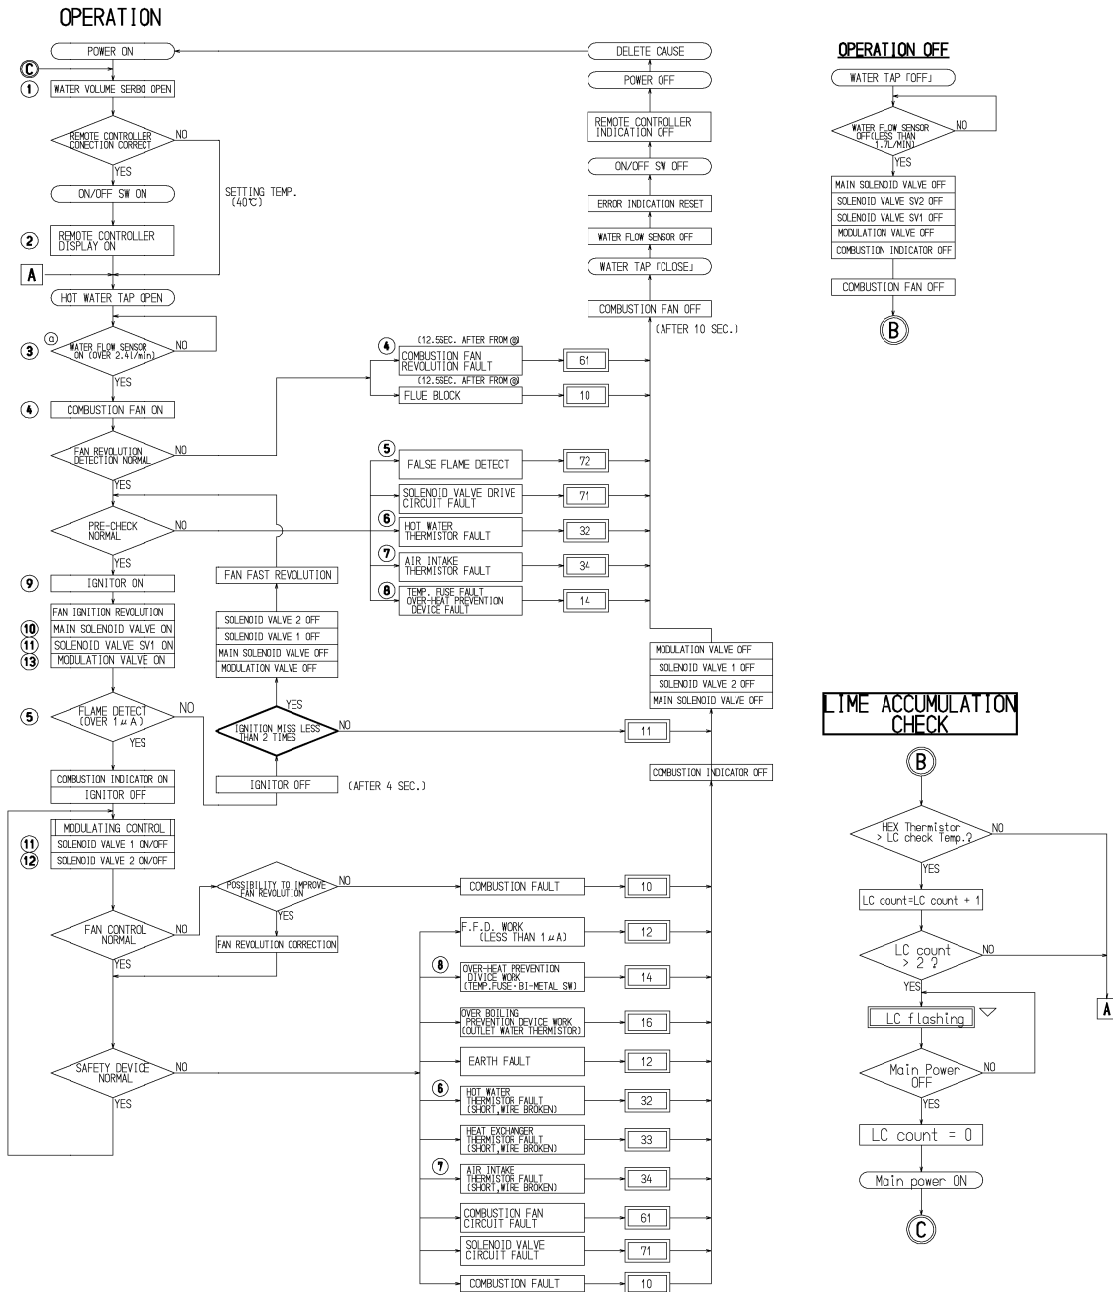 OPERATION
POWER ON
C
1
WATER VOLUME SERBO OPEN
REMOTE CONTROLLER
CONECTION CORRECT
NO
YES
ON/OFF SW ON
SETTING TEMP.
(40℃)
2
REMOTE CONTROLLER
DISPLAY ON
A
HOT WATER TAP OPEN
a
3
WATER FLOW SENSOR
ON (OVER 2.4l/min)
NO
YES
4
COMBUSTION FAN ON
FAN REVOLUTION
DETECTION NORMAL
NO
YES
PRE-CHECK
NORMAL
NO
YES
9
IGNITOR ON
FAN IGNITION REVOLUTION
10
MAIN SOLENOID VALVE ON
11
SOLENOID VALVE SV1 ON
13
MODULATION VALVE ON
5
FLAME DETECT
(OVER 1μA)
NO
YES
COMBUSTION INDICATOR ON
IGNITOR OFF
MODULATING CONTROL
11
SOLENOID VALVE 1 ON/OFF
12
SOLENOID VALVE 2 ON/OFF
FAN CONTROL
NORMAL
NO
YES
SAFETY DEVICE
NORMAL
NO
YES
FAN FAST REVOLUTION
SOLENOID VALVE 2 OFF
SOLENOID VALVE 1 OFF
MAIN SOLENOID VALVE OFF
MODULATION VALVE OFF
YES
IGNITION MISS LESS
THAN 2 TIMES
NO
IGNITOR OFF
(AFTER 4 SEC.)
11
POSSIBILITY TO IMPROVE
FAN REVOLUTION
NO
YES
FAN REVOLUTION CORRECTION
(12.5SEC. AFTER FROM @)
4
COMBUSTION FAN
REVOLUTION FAULT
61
(12.5SEC. AFTER FROM @)
FLUE BLOCK
10
5
FALSE FLAME DETECT
72
SOLENOID VALVE DRIVE
CIRCUIT FAULT
71
6
HOT WATER
THERMISTOR FAULT
32
7
AIR INTAKE
THERMISTOR FAULT
34
8
TEMP. FUSE FAULT
OVER-HEAT PREVENTION
DEVICE FAULT
14
COMBUSTION FAULT
10
F.F.D. WORK
(LESS THAN 1μA)
12
8
OVER-HEAT PREVENTION
DIVICE WORK
(TEMP.FUSE·BI-METAL SW)
14
OVER BOILING
PREVENTION DEVICE WORK
(OUTLET WATER THERMISTOR)
16
EARTH FAULT
12
6
HOT WATER
THERMISTOR FAULT
(SHORT,WIRE BROKEN)
32
HEAT EXCHANGER
THERMISTOR FAULT
(SHORT,WIRE BROKEN)
33
7
AIR INTAKE
THERMISTOR FAULT
(SHORT,WIRE BROKEN)
34
COMBUSTION FAN
CIRCUIT FAULT
61
SOLENOID VALVE
CIRCUIT FAULT
71
COMBUSTION FAULT
10
DELETE CAUSE
POWER OFF
REMOTE CONTROLLER
INDICATION OFF
ON/OFF SW OFF
ERROR INDICATION RESET
WATER FLOW SENSOR OFF
WATER TAP ｢CLOSE｣
COMBUSTION FAN OFF
(AFTER 10 SEC.)
MODULATION VALVE OFF
SOLENOID VALVE 1 OFF
SOLENOID VALVE 2 OFF
MAIN SOLENOID VALVE OFF
COMBUSTION INDICATOR OFF
OPERATION OFF
WATER TAP ｢OFF｣
WATER FLOW SENSOR
OFF(LESS THAN
1.7L/MIN)
NO
YES
MAIN SOLENOID VALVE OFF
SOLENOID VALVE SV2 OFF
SOLENOID VALVE SV1 OFF
MODULATION VALVE OFF
COMBUSTION INDICATOR OFF
COMBUSTION FAN OFF
B
LIME ACCUMULATION
CHECK
B
HEX Thermistor
> LC check Temp.?
NO
YES
LC count=LC count + 1
LC count
> 2 ?
NO
YES
LC flashing
A
Main Power
OFF
NO
YES
LC count = 0
Main power ON
C